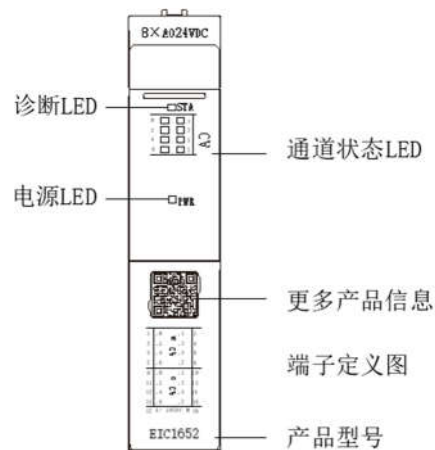 8×AO24VDC
诊断LED
STA
CA
通道状态LED
电源LED
PWR
更多产品信息
端子定义图
EIC1652
产品型号